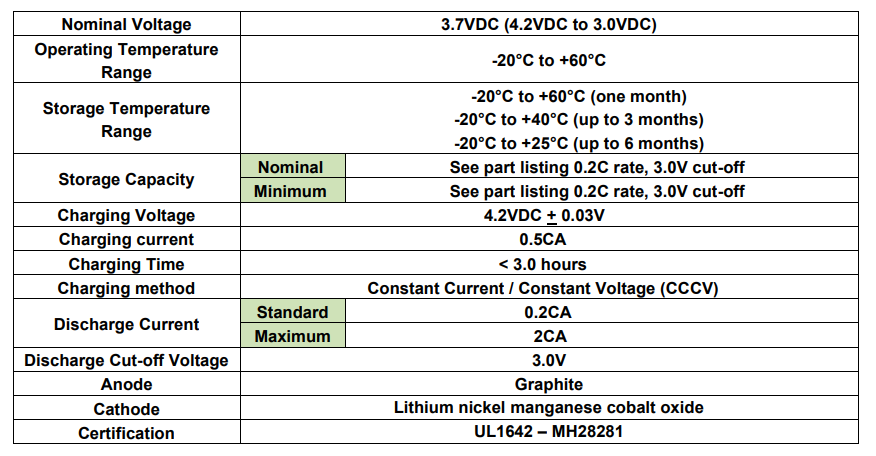 Nominal Voltage 3.7VDC (4.2VDC to 3.0VDC)
Operating Temperature
Range
-20°C to +60°C
Storage Temperature
Range
-20°C to +60°C (one month)
-20°C to +40°C (up to 3 months)
-20°C to +25°C (up to 6 months)
Storage Capacity
Nominal See part listing 0.2C rate, 3.0V cut-off
Minimum See part listing 0.2C rate, 3.0V cut-off
Charging Voltage 4.2VDC ± 0.03V
Charging current 0.5CA
Charging Time < 3.0 hours
Charging method Constant Current / Constant Voltage (CCCV)
Discharge Current
Standard 0.2CA
Maximum 2CA
Discharge Cut-off Voltage 3.0V
Anode Graphite
Cathode Lithium nickel manganese cobalt oxide
Certification UL1642 – MH28281